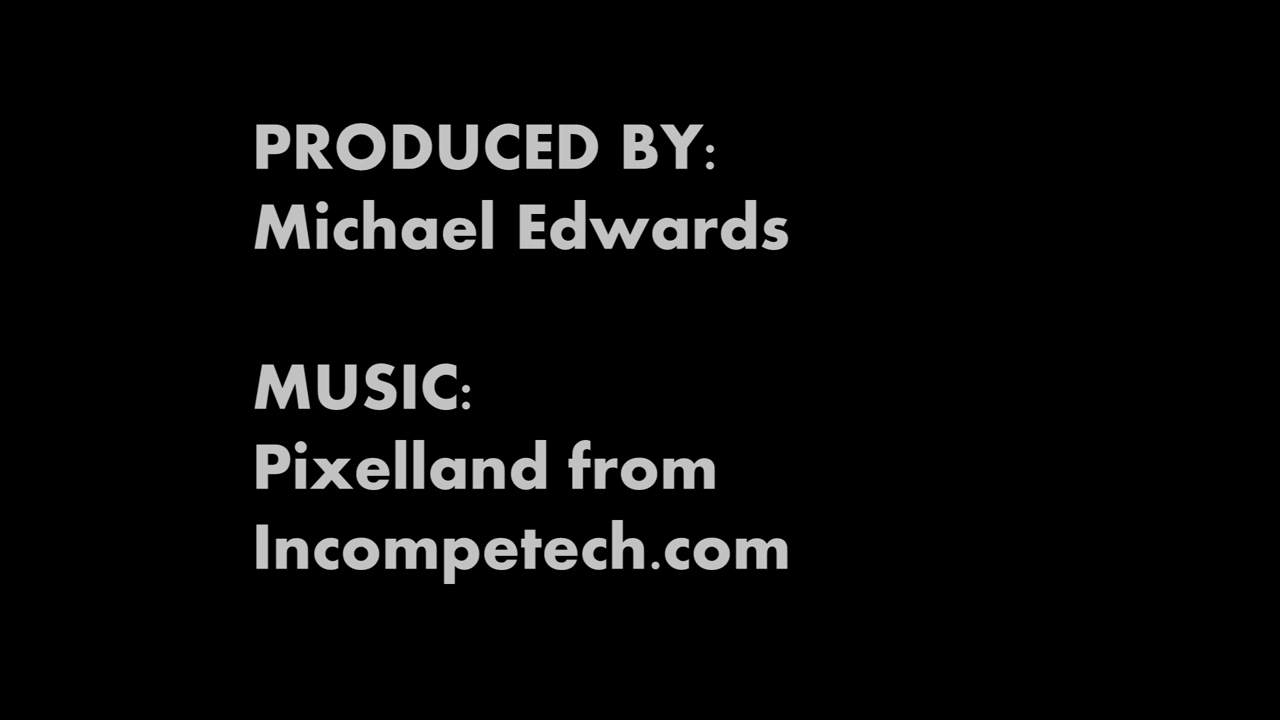 PRODUCED BY:
Michael Edwards
MUSIC:
Pixelland from
Incompetech.com